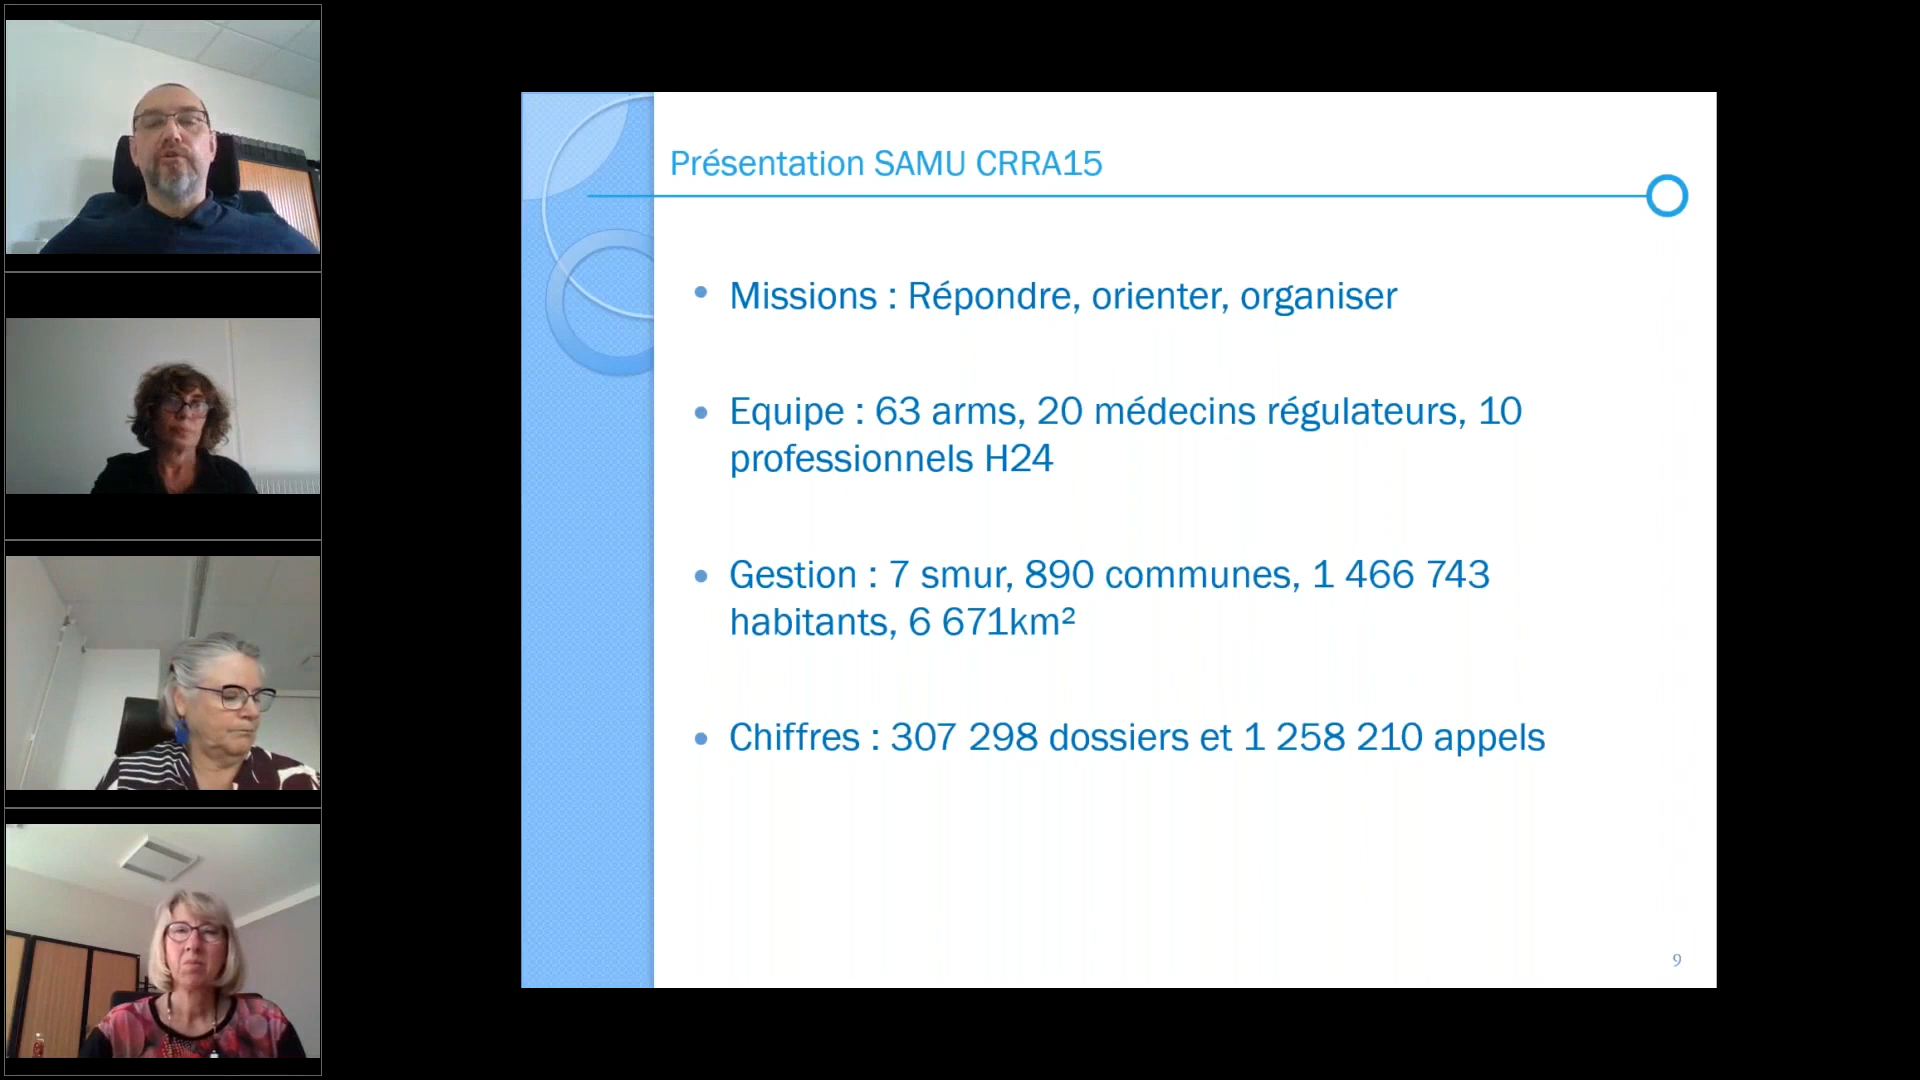 Présentation SAMU CRRA15
Missions : Répondre, orienter, organiser
Equipe : 63 arms, 20 médecins régulateurs, 10
professionnels H24
Gestion : 7 smur, 890 communes, 1 466 743
habitants, 6 671km²
Chiffres : 307 298 dossiers et 1 258 210 appels
9